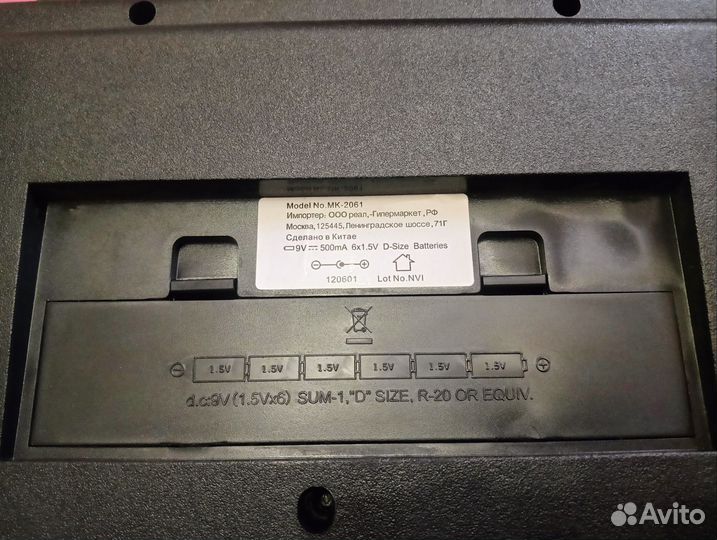 Model No.MK-2061
Импортер: ООО реал,-Гипермаркет,РФ
Москва,125445,Ленинградское шоссе,71Г
Сделано в Китае
9V 500mA 6x1.5V D-Size Batteries
120601 Lot No.NVI
1.5V 1.5V 1.5V 1.5V 1.5V 1.5V
d.c:9V (1.5Vx6) SUM-1,"D" SIZE, R-20 OR EQUIV.
Avito